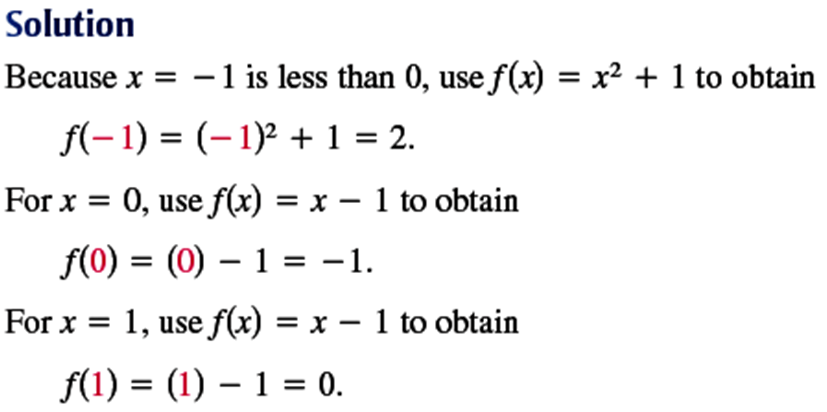 Solution
Because x = −1 is less than 0, use f(x) = x² + 1 to obtain
f(−1) = (−1)² + 1 = 2.
For x = 0, use f(x) = x − 1 to obtain
f(0) = (0) − 1 = −1.
For x = 1, use f(x) = x − 1 to obtain
f(1) = (1) − 1 = 0.